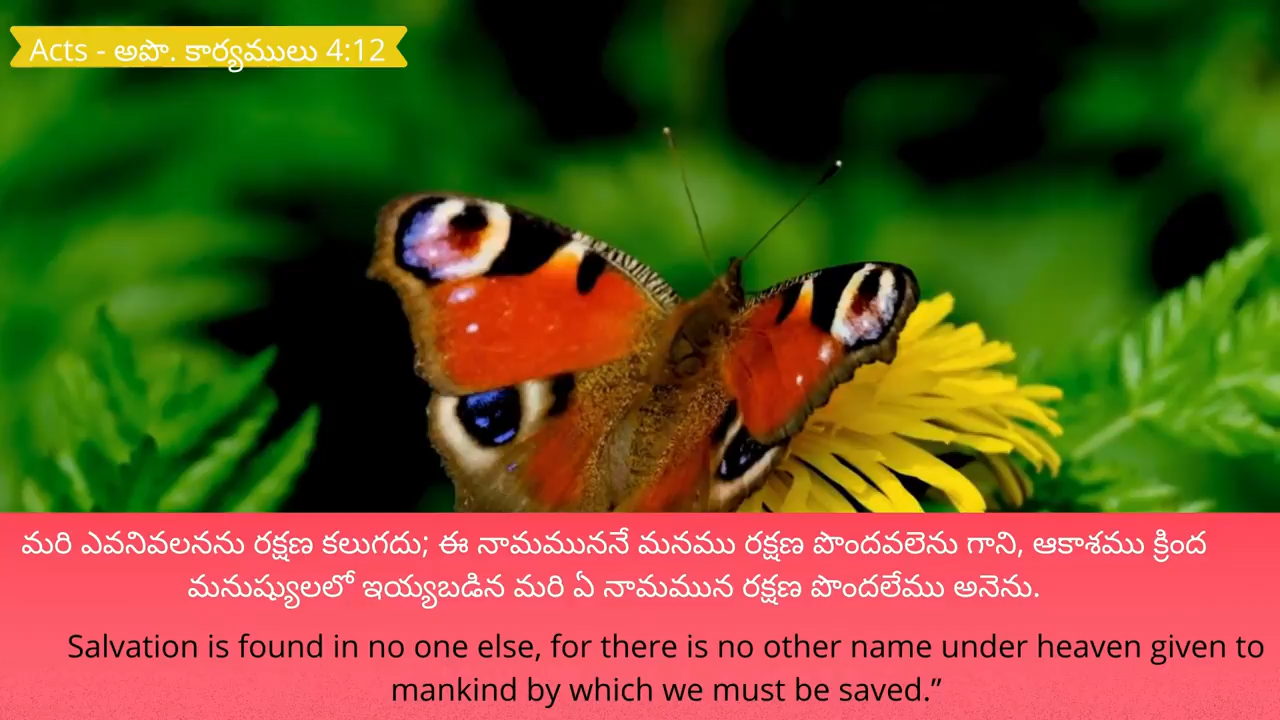 Acts - అపొ. కార్యములు 4:12
మరి ఎవనివలనను రక్షణ కలుగదు; ఈ నామముననే మనము రక్షణ పొందవలెను గాని, ఆకాశము క్రింద
మనుష్యులలో ఇయ్యబడిన మరి ఏ నామమున రక్షణ పొందలేము అనెను.
Salvation is found in no one else, for there is no other name under heaven given to
mankind by which we must be saved.”